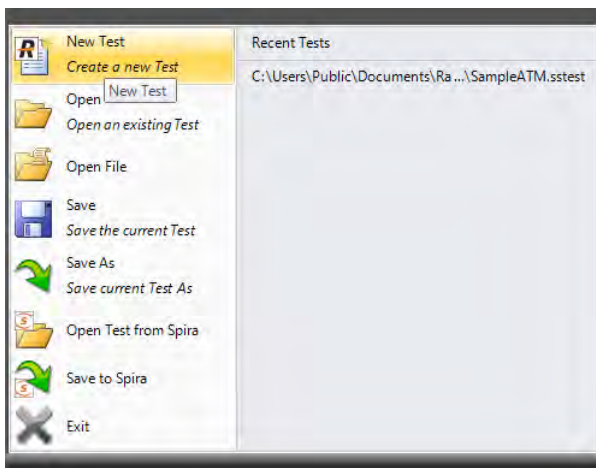 New Test
Create a new Test
New Test
Open
Open an existing Test
Open File
Save
Save the current Test
Save As
Save current Test As
Open Test from Spira
Save to Spira
Exit
Recent Tests
C:\Users\Public\Documents\Ra...\SampleATM.sstest